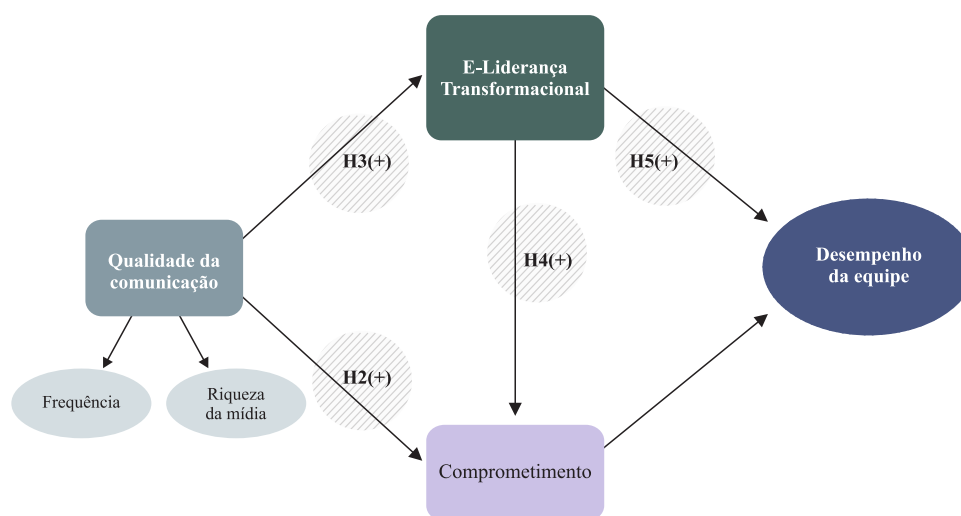 E-Liderança
Transformacional
H3(+)
H5(+)
Qualidade da
comunicação
H4(+)
Desempenho
da equipe
Frequência
Riqueza
da mídia
H2(+)
Comprometimento